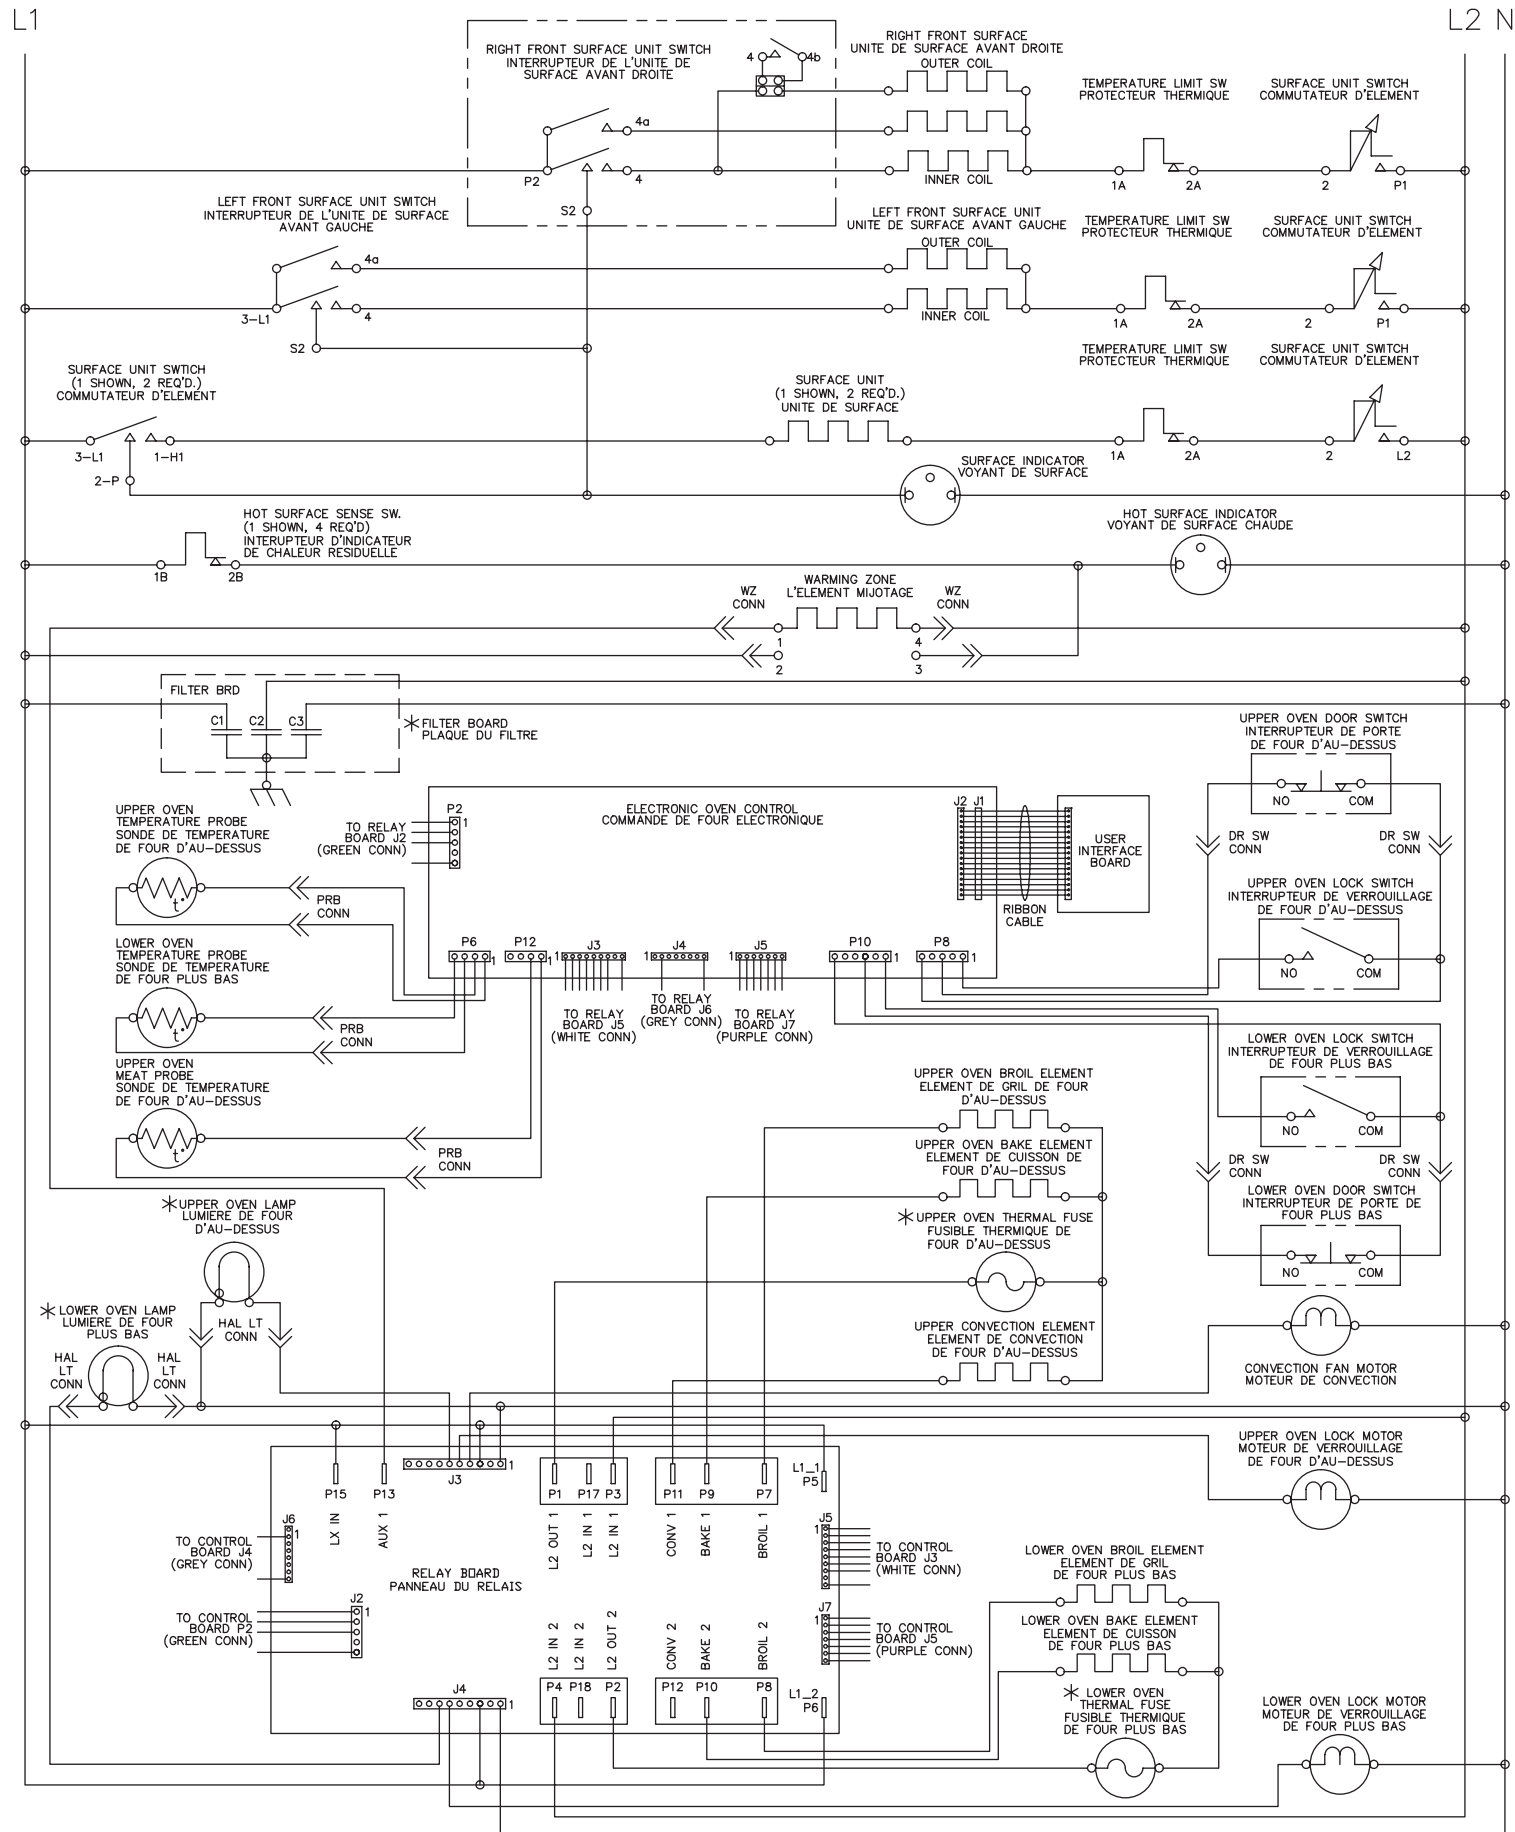 L1
L2 N
RIGHT FRONT SURFACE UNIT SWITCH
INTERRUPTEUR DE L'UNITE DE
SURFACE AVANT DROITE
4
4b
RIGHT FRONT SURFACE
UNITE DE SURFACE AVANT DROITE
OUTER COIL
TEMPERATURE LIMIT SW
PROTECTEUR THERMIQUE
SURFACE UNIT SWITCH
COMMUTATEUR D'ELEMENT
4a
P2
4
S2
INNER COIL
1A
2A
2
P1
LEFT FRONT SURFACE UNIT SWITCH
INTERRUPTEUR DE L'UNITE DE SURFACE
AVANT GAUCHE
LEFT FRONT SURFACE UNIT
UNITE DE SURFACE AVANT GAUCHE
OUTER COIL
TEMPERATURE LIMIT SW
PROTECTEUR THERMIQUE
SURFACE UNIT SWITCH
COMMUTATEUR D'ELEMENT
4a
3-L1
4
S2
INNER COIL
1A
2A
2
P1
SURFACE UNIT SWTICH
(1 SHOWN, 2 REQ'D.)
COMMUTATEUR D'ELEMENT
SURFACE UNIT
(1 SHOWN, 2 REQ'D.)
UNITE DE SURFACE
TEMPERATURE LIMIT SW
PROTECTEUR THERMIQUE
SURFACE UNIT SWITCH
COMMUTATEUR D'ELEMENT
3-L1
1-H1
2-P
1A
2A
2
L2
SURFACE INDICATOR
VOYANT DE SURFACE
HOT SURFACE SENSE SW.
(1 SHOWN, 4 REQ'D)
INTERUPTEUR D'INDICATEUR
DE CHALEUR RESIDUELLE
1B
2B
HOT SURFACE INDICATOR
VOYANT DE SURFACE CHAUDE
WZ
CONN
WARMING ZONE
L'ELEMENT MIJOTAGE
WZ
CONN
1
4
2
3
FILTER BRD
C1
C2
C3
FILTER BOARD
PLAQUE DU FILTRE
UPPER OVEN DOOR SWITCH
INTERRUPTEUR DE PORTE
DE FOUR D'AU-DESSUS
NO
COM
DR SW
CONN
DR SW
CONN
UPPER OVEN
TEMPERATURE PROBE
SONDE DE TEMPERATURE
DE FOUR D'AU-DESSUS
t°
PRB
CONN
P2
1
TO RELAY
BOARD J2
(GREEN CONN)
ELECTRONIC OVEN CONTROL
COMMANDE DE FOUR ELECTRONIQUE
J2
J1
USER
INTERFACE
BOARD
RIBBON
CABLE
UPPER OVEN LOCK SWITCH
INTERRUPTEUR DE VERROUILLAGE
DE FOUR D'AU-DESSUS
NO
COM
LOWER OVEN
TEMPERATURE PROBE
SONDE DE TEMPERATURE
DE FOUR PLUS BAS
t°
PRB
CONN
P6
1
P12
1
J3
1
J4
1
J5
1
P10
1
P8
1
TO RELAY
BOARD J5
(WHITE CONN)
TO RELAY
BOARD J6
(GREY CONN)
TO RELAY
BOARD J7
(PURPLE CONN)
LOWER OVEN LOCK SWITCH
INTERRUPTEUR DE VERROUILLAGE
DE FOUR PLUS BAS
NO
COM
UPPER OVEN
MEAT PROBE
SONDE DE TEMPERATURE
DE FOUR D'AU-DESSUS
t°
PRB
CONN
UPPER OVEN BROIL ELEMENT
ELEMENT DE GRIL DE FOUR
D'AU-DESSUS
UPPER OVEN BAKE ELEMENT
ELEMENT DE CUISSON DE
FOUR D'AU-DESSUS
DR SW
CONN
DR SW
CONN
LOWER OVEN DOOR SWITCH
INTERRUPTEUR DE PORTE DE
FOUR PLUS BAS
NO
COM
UPPER OVEN LAMP
LUMIERE DE FOUR
D'AU-DESSUS
HAL LT
CONN
UPPER OVEN THERMAL FUSE
FUSIBLE THERMIQUE DE
FOUR D'AU-DESSUS
LOWER OVEN LAMP
LUMIERE DE FOUR
PLUS BAS
HAL
LT
CONN
HAL
LT
CONN
UPPER CONVECTION ELEMENT
ELEMENT DE CONVECTION
DE FOUR D'AU-DESSUS
CONVECTION FAN MOTOR
MOTEUR DE CONVECTION
UPPER OVEN LOCK MOTOR
MOTEUR DE VERROUILLAGE
DE FOUR D'AU-DESSUS
P15
P13
J3
1
P1
P17
P3
P11
P9
P7
L1_1
P5
LX IN
AUX 1
L2 OUT 1
L2 IN 1
L2 IN 1
CONV 1
BAKE 1
BROIL 1
J6
1
TO CONTROL
BOARD J4
(GREY CONN)
J5
1
TO CONTROL
BOARD J3
(WHITE CONN)
RELAY BOARD
PANNEAU DU RELAIS
J2
1
TO CONTROL
BOARD P2
(GREEN CONN)
J7
1
TO CONTROL
BOARD J5
(PURPLE CONN)
LOWER OVEN BROIL ELEMENT
ELEMENT DE GRIL
DE FOUR PLUS BAS
LOWER OVEN BAKE ELEMENT
ELEMENT DE CUISSON
DE FOUR PLUS BAS
L2 IN 2
L2 IN 2
L2 OUT 2
CONV 2
BAKE 2
BROIL 2
J4
1
P4
P18
P2
P12
P10
P8
L1_2
P6
LOWER OVEN
THERMAL FUSE
FUSIBLE THERMIQUE
DE FOUR PLUS BAS
LOWER OVEN LOCK MOTOR
MOTEUR DE VERROUILLAGE
DE FOUR PLUS BAS